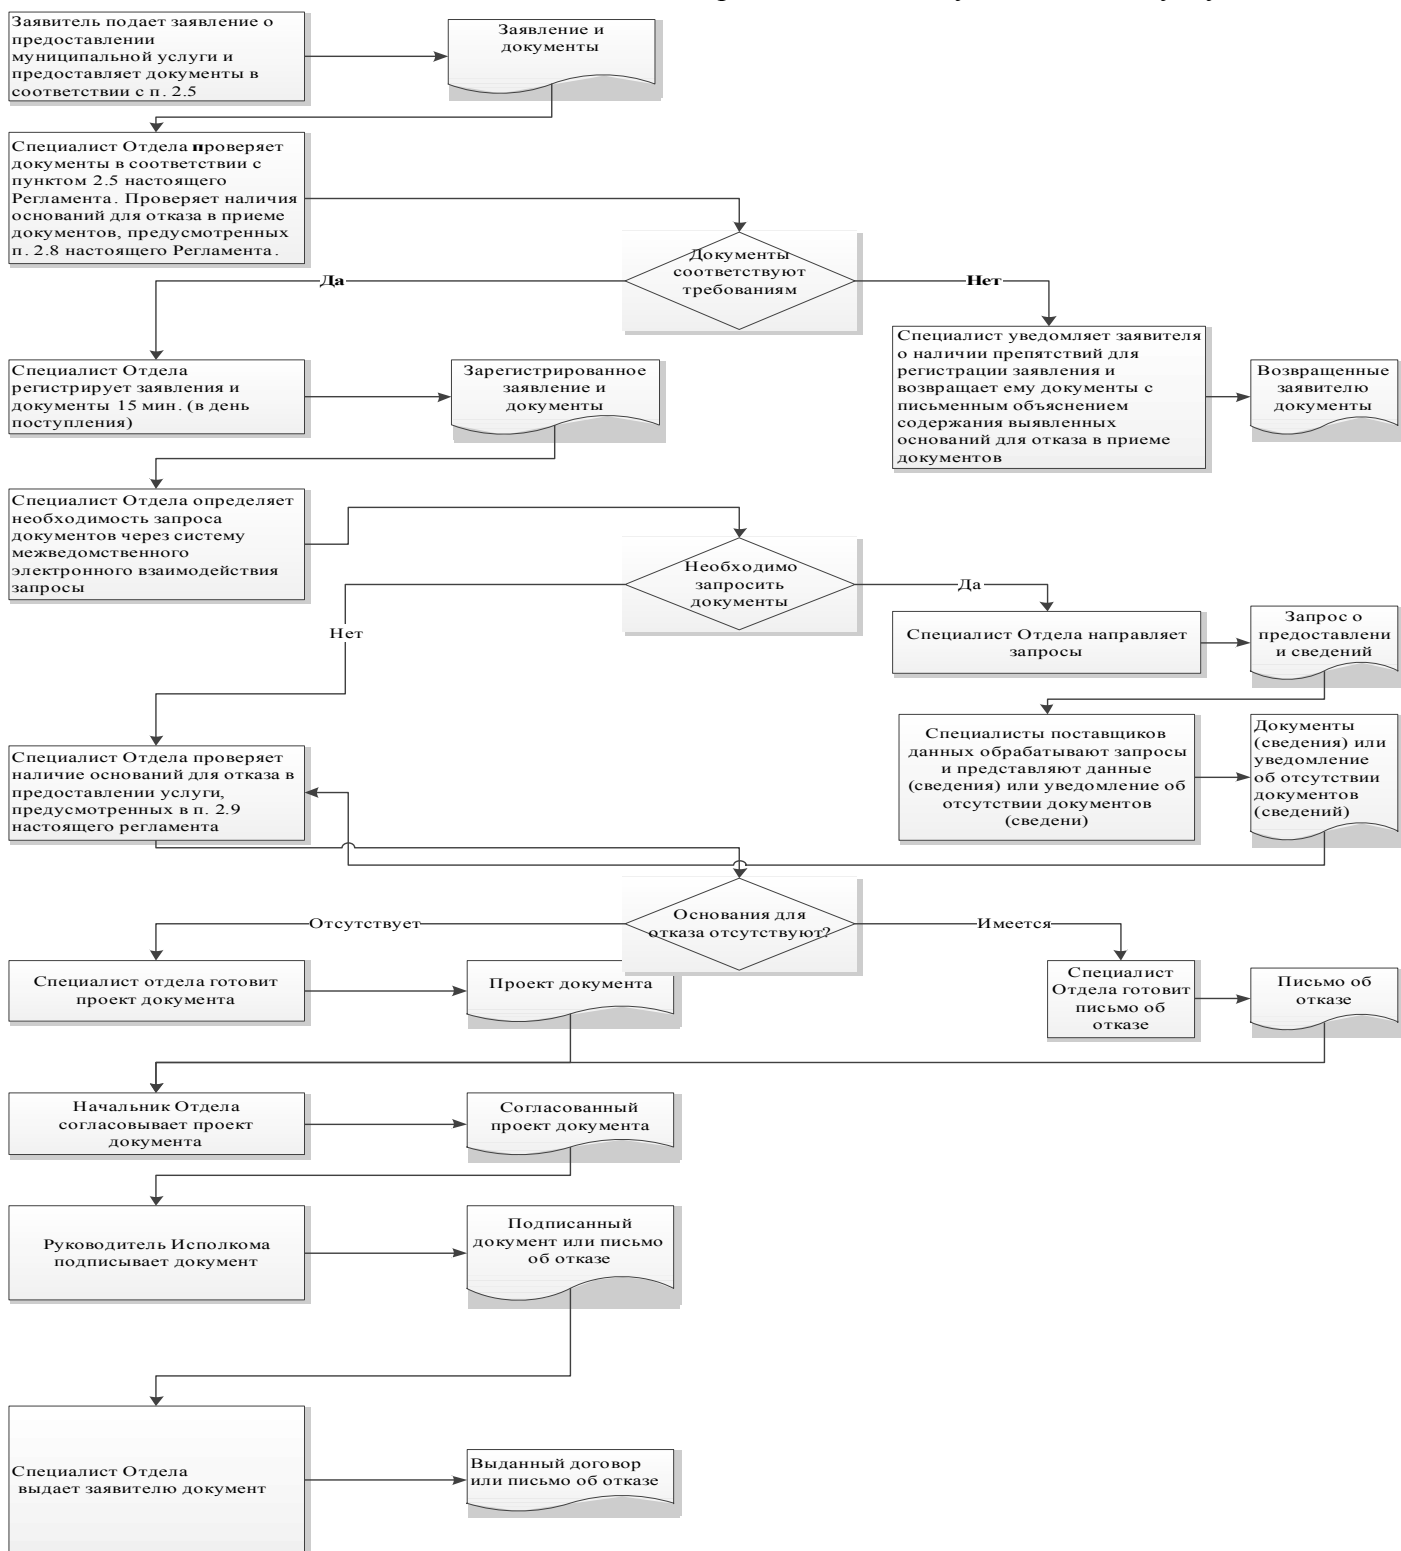 Заявитель подает заявление о
предоставлении
муниципальной услуги и
предоставляет документы в
соответствии с п. 2.5
Заявление и
документы
Специалист Отдела проверяет
документы в соответствии с
пунктом 2.5 настоящего
Регламента. Проверяет наличия
оснований для отказа в приеме
документов, предусмотренных
п. 2.8 настоящего Регламента.
Документы
соответствуют
требованиям
Да
Нет
Специалист уведомляет заявителя
о наличии препятствий для
регистрации заявления и
возвращает ему документы с
письменным объяснением
содержания выявленных
оснований для отказа в приеме
документов
Возвращенные
заявителю
документы
Специалист Отдела
регистрирует заявления и
документы 15 мин. (в день
поступления)
Зарегистрированное
заявление и
документы
Специалист Отдела определяет
необходимость запроса
документов через систему
межведомственного
электронного взаимодействия
запросы
Необходимо
запросить
документы
Да
Нет
Специалист Отдела направляет
запросы
Запрос о
предоставлени
и сведений
Специалисты поставщиков
данных обрабатывают запросы
и представляют данные
(сведения) или уведомление об
отсутствии документов
(сведени)
Документы
(сведения) или
уведомление
об отсутствии
документов
(сведений)
Специалист Отдела проверяет
наличие оснований для отказа в
предоставлении услуги,
предусмотренных в п. 2.9
настоящего регламента
Основания для
отказа отсутствуют?
Отсутствует
Имеется
Специалист отдела готовит
проект документа
Проект документа
Специалист
Отдела готовит
письмо об
отказе
Письмо об
отказе
Начальник Отдела
согласовывает проект
документа
Согласованный
проект документа
Руководитель Исполкома
подписывает документ
Подписанный
документ или письмо
об отказе
Специалист Отдела
выдает заявителю документ
Выданный договор
или письмо об отказе